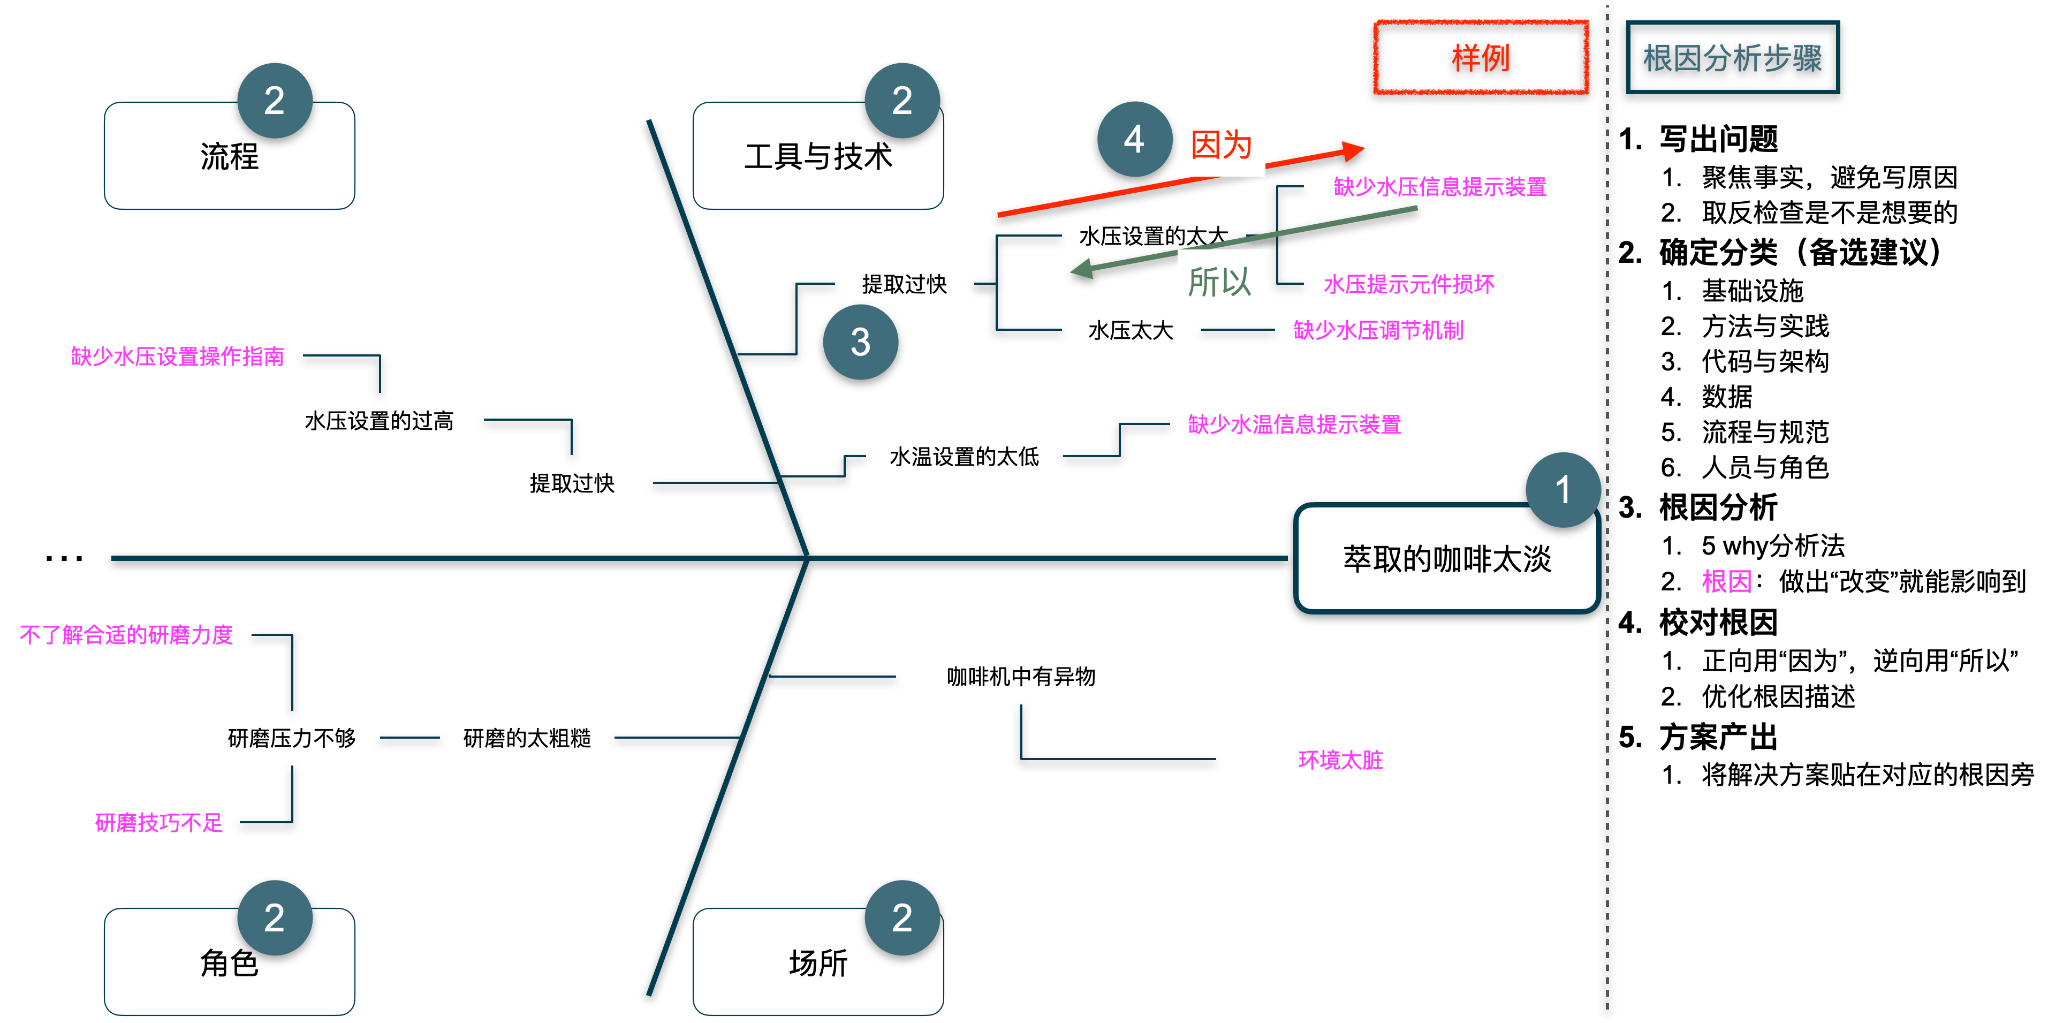 样例
根因分析步骤
2
流程
2
工具与技术
4
因为
缺少水压信息提示装置
水压设置的太大
所以
提取过快
水压提示元件损坏
3
水压太大
缺少水压调节机制
缺少水压设置操作指南
水压设置的过高
提取过快
水温设置的太低
缺少水温信息提示装置
1
萃取的咖啡太淡
...
不了解合适的研磨力度
研磨压力不够
研磨的太粗糙
研磨技巧不足
咖啡机中有异物
环境太脏
2
角色
2
场所
1. 写出问题
1. 聚焦事实，避免写原因
2. 取反检查是不是想要的
2. 确定分类（备选建议）
1. 基础设施
2. 方法与实践
3. 代码与架构
4. 数据
5. 流程与规范
6. 人员与角色
3. 根因分析
1. 5 why分析法
2. 根因：做出“改变”就能影响到
4. 校对根因
1. 正向用“因为”，逆向用“所以”
2. 优化根因描述
5. 方案产出
1. 将解决方案贴在对应的根因旁